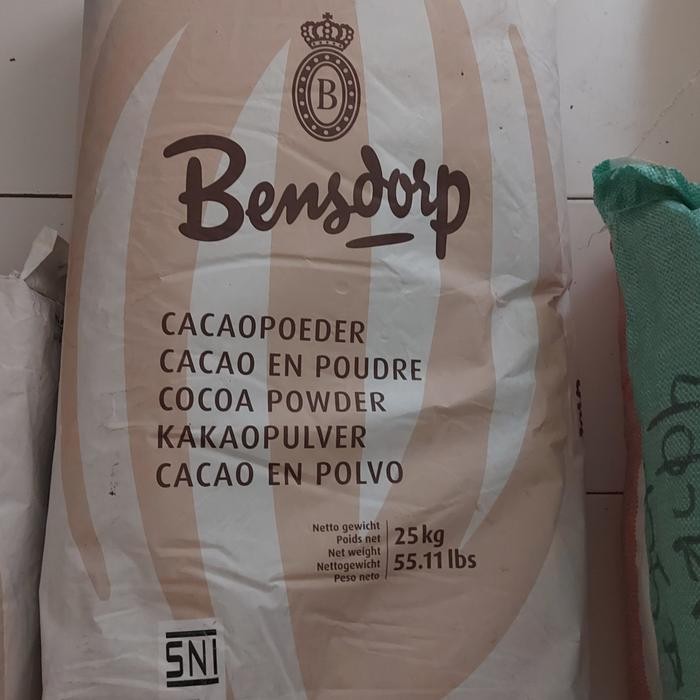 B
Bensdorp
CACAOPOEDER
CACAO EN POUDRE
COCOA POWDER
KAKAOPULVER
CACAO EN POLVO
Netto gewicht
Poids net
Net weight
Nettogewicht
Peso neto
25 kg
55.11 lbs
SNI